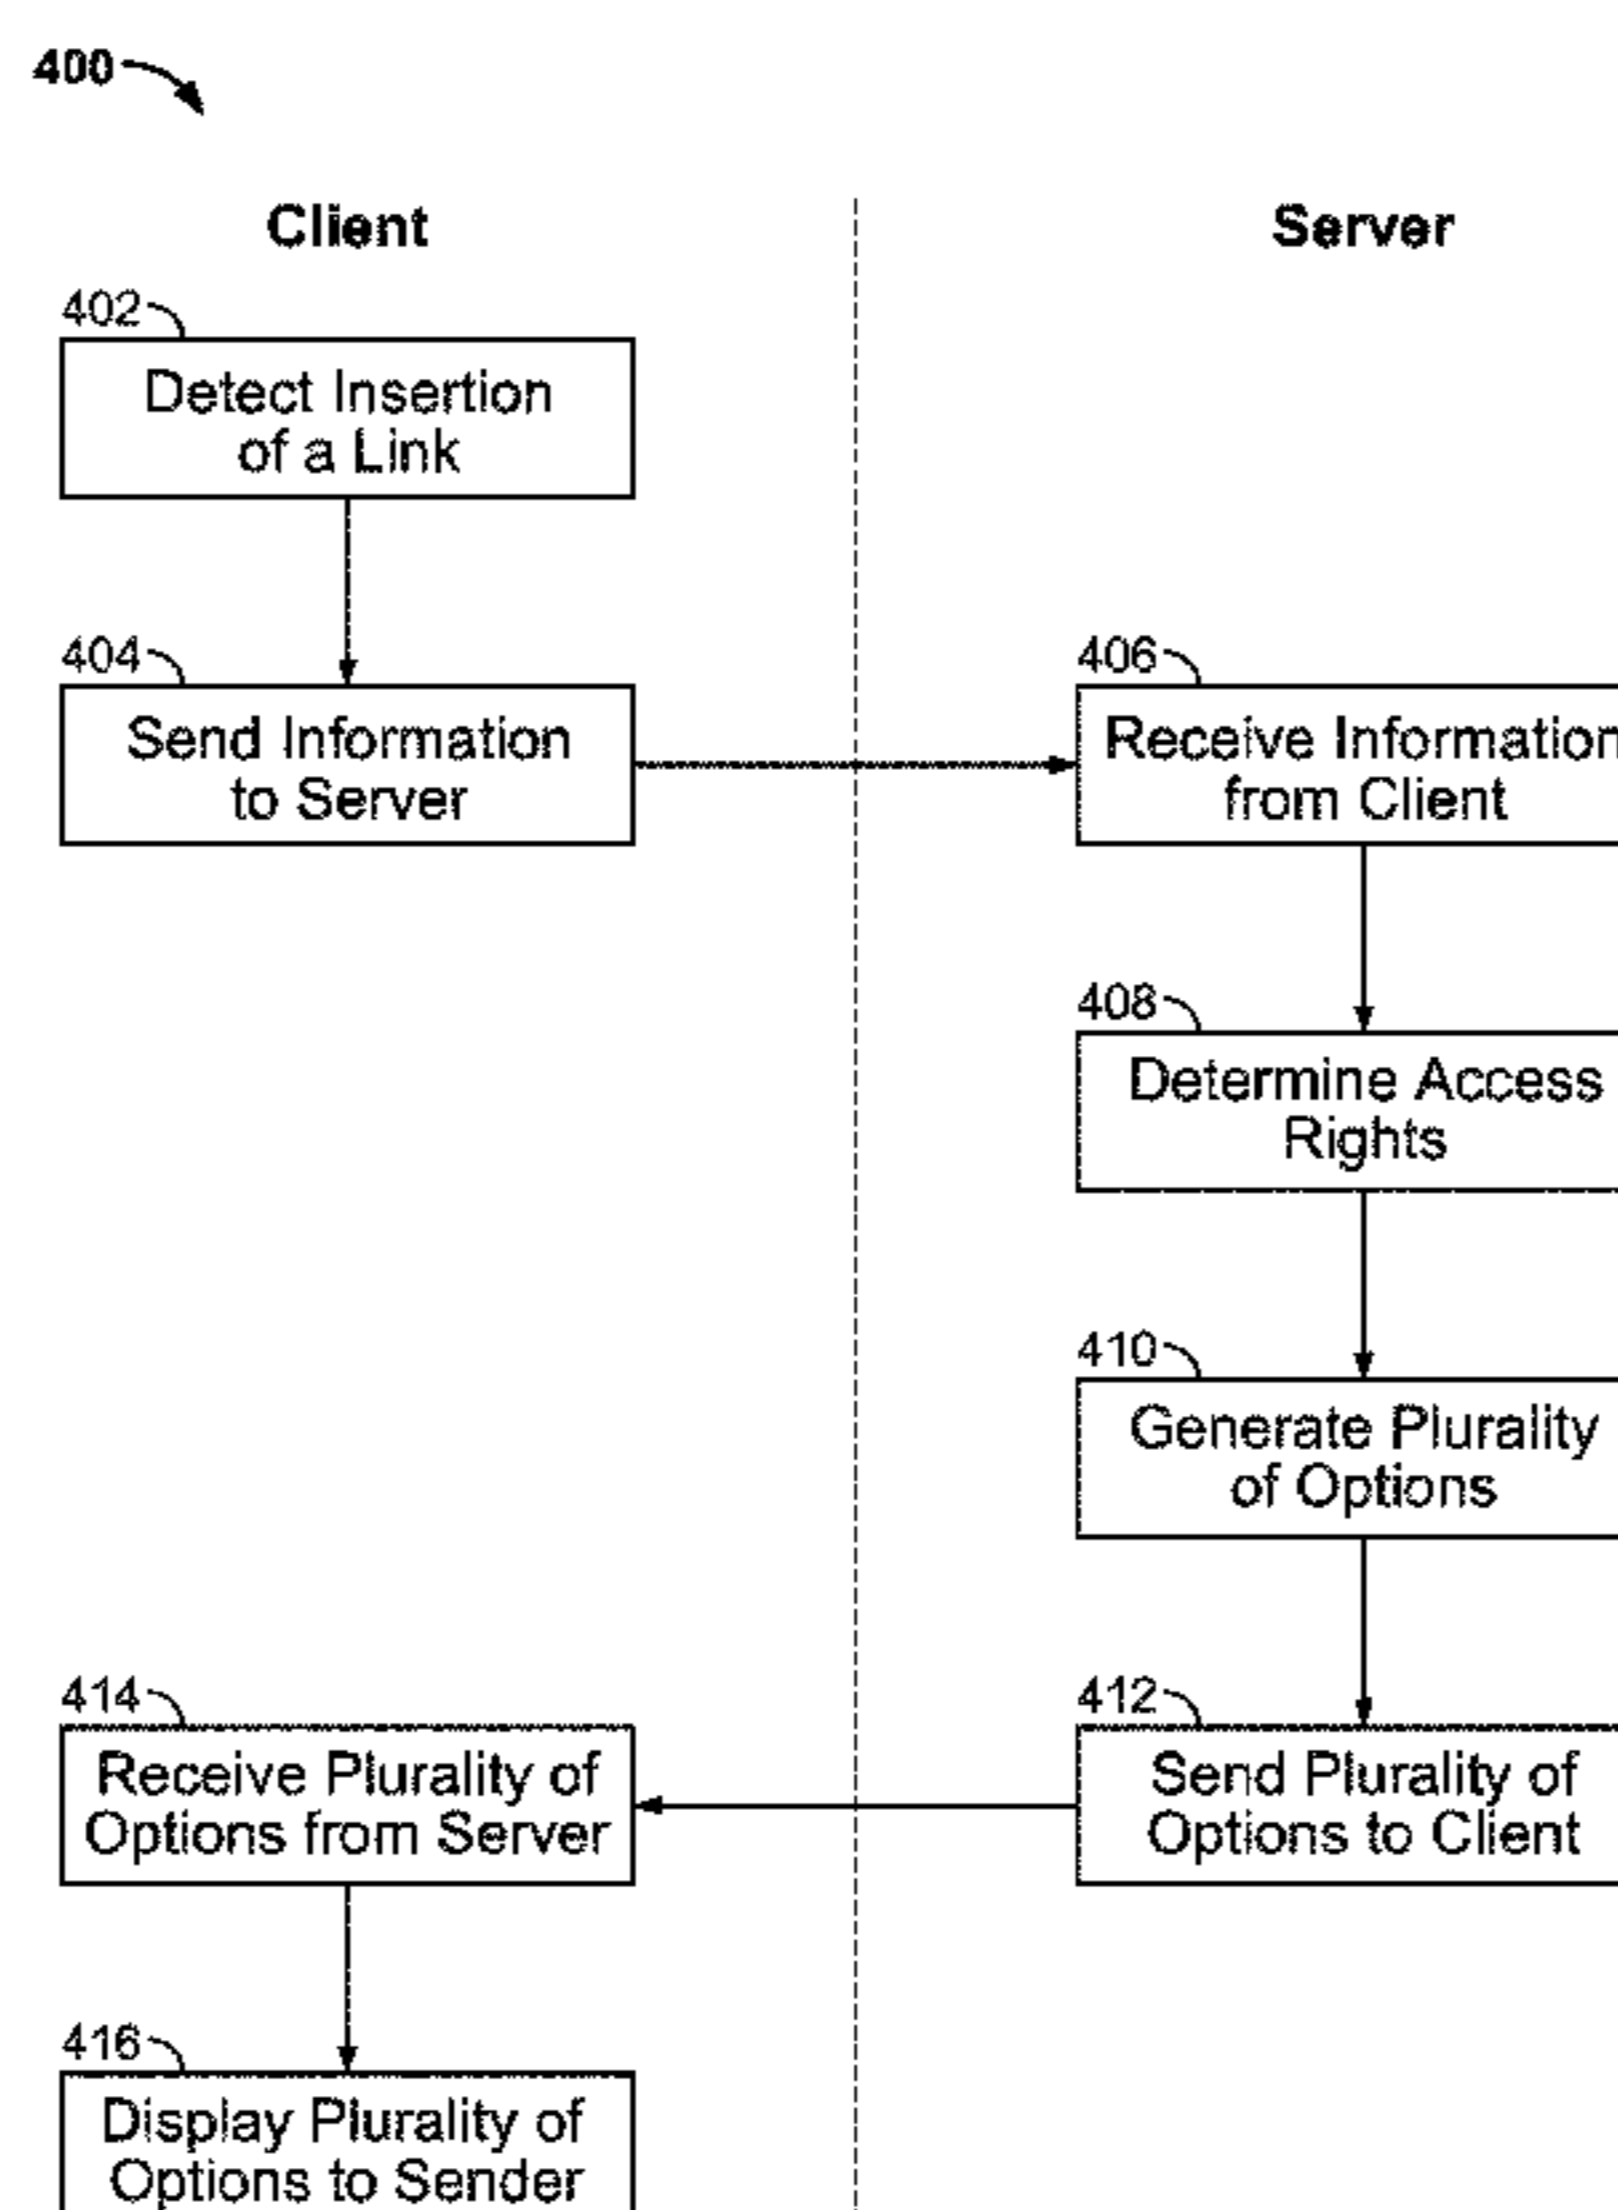 400
Client
Server
402
Detect Insertion
of a Link
404
Send Information
to Server
406
Receive Information
from Client
408
Determine Access
Rights
410
Generate Plurality
of Options
412
Send Plurality of
Options to Client
414
Receive Plurality of
Options from Server
416
Display Plurality of
Options to Sender